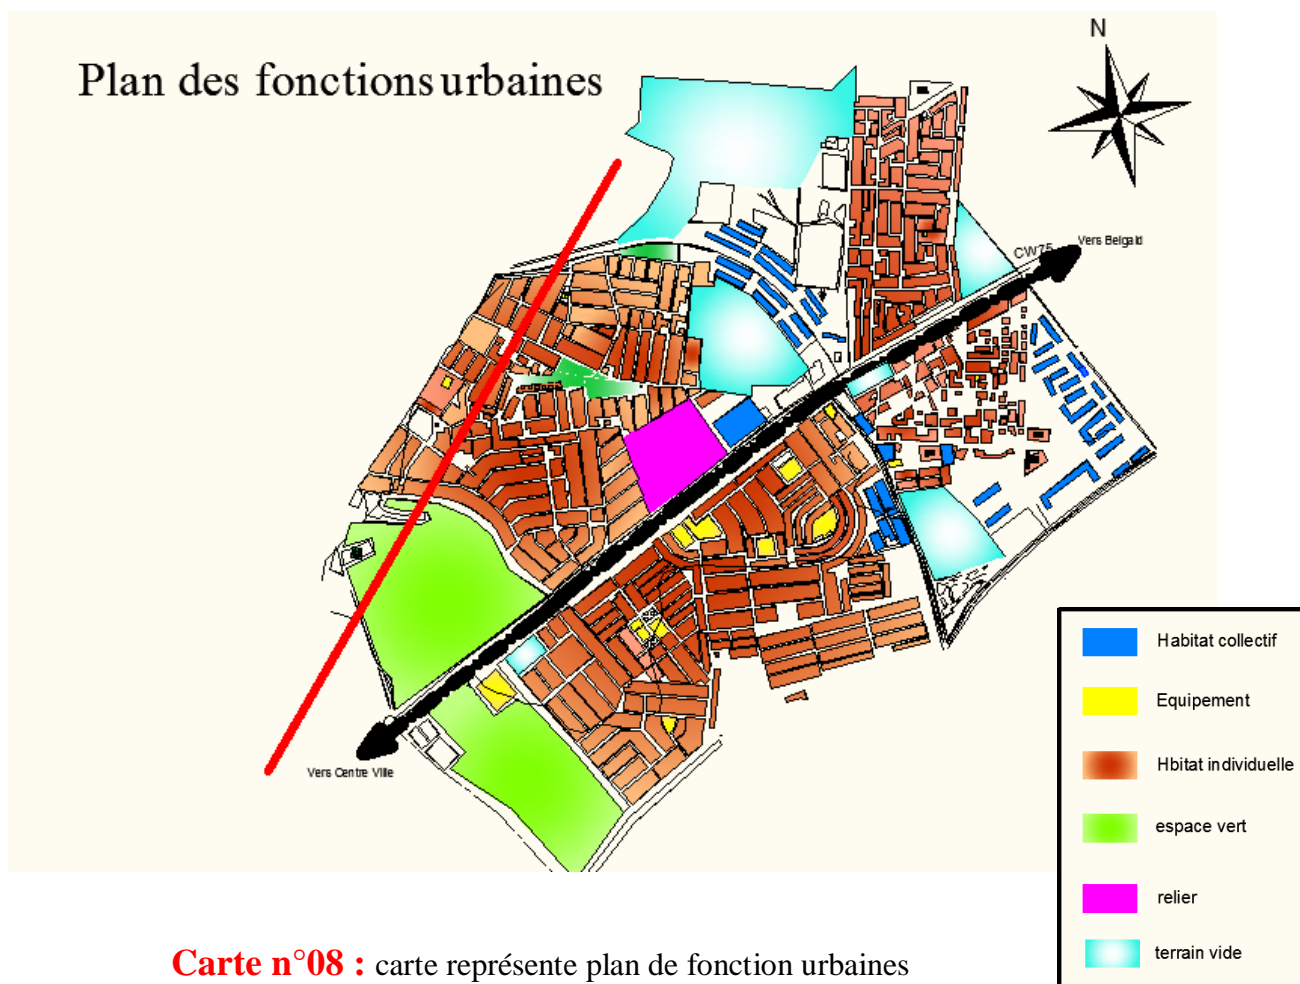 Plan des fonctions urbaines
N
CW75
Vers Belgaid
Vers Centre Ville
Habitat collectif
Equipement
Hbitat individuelle
espace vert
relier
terrain vide
Carte n°08 : carte représente plan de fonction urbaines